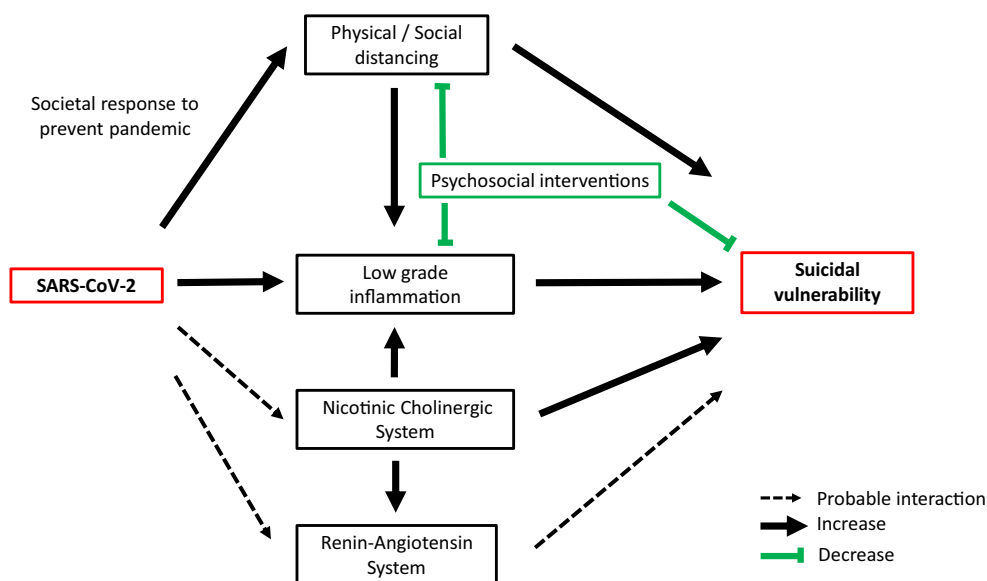 Physical / Social
distancing
Societal response to
prevent pandemic
Psychosocial interventions
SARS-CoV-2
Low grade
inflammation
Suicidal
vulnerability
Nicotinic Cholinergic
System
Renin-Angiotensin
System
Probable interaction
Increase
Decrease